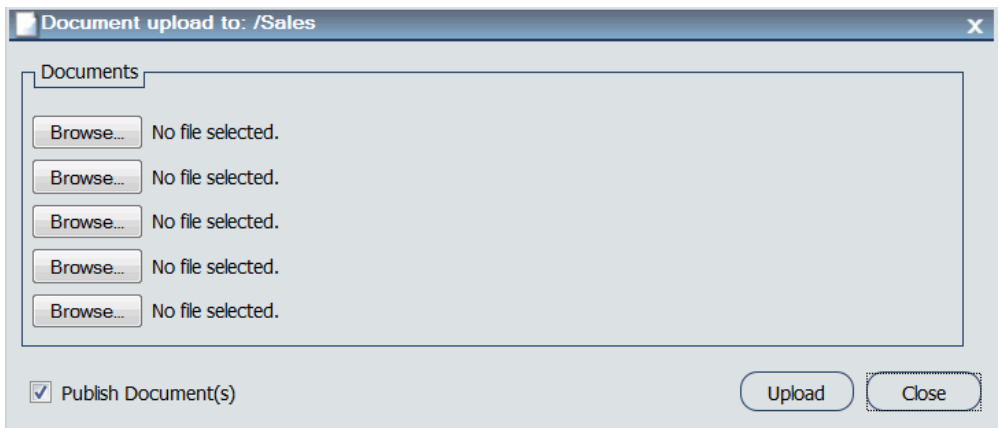 Document upload to: /Sales
x
Documents
Browse... No file selected.
Browse... No file selected.
Browse... No file selected.
Browse... No file selected.
Browse... No file selected.
Publish Document(s) Upload Close